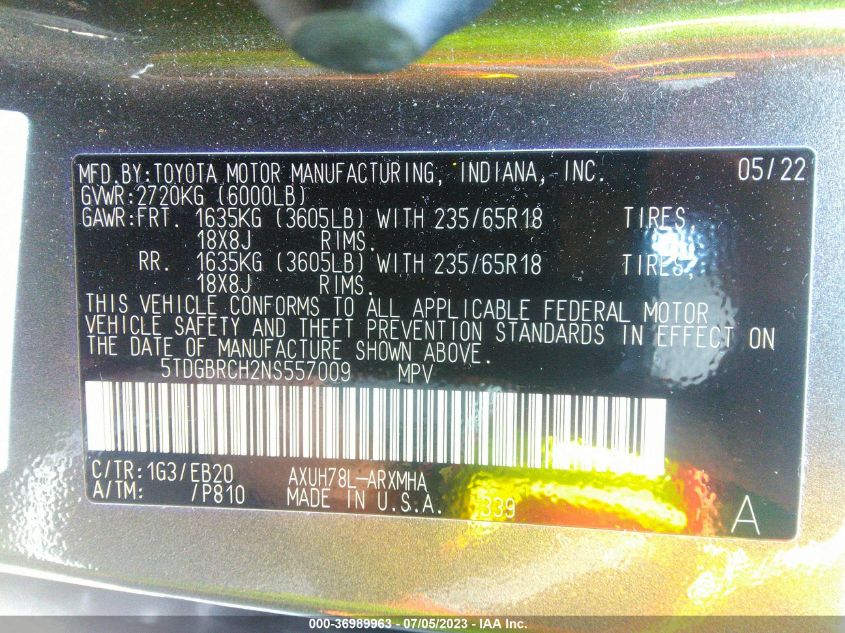 MFD.BY:TOYOTA MOTOR MANUFACTURING, INDIANA, INC. 05/22
GVWR:2720KG (6000LB)
GAWR:FRT. 1635KG (3605LB) WITH 235/65R18 TIRES
18X8J RIMS.
RR. 1635KG (3605LB) WITH 235/65R18 TIRES
18X8J RIMS.
THIS VEHICLE CONFORMS TO ALL APPLICABLE FEDERAL MOTOR
VEHICLE SAFETY AND THEFT PREVENTION STANDARDS IN EFFECT ON
THE DATE OF MANUFACTURE SHOWN ABOVE.
5TDGBRCH2NS557009 MPV
C/TR:1G3/EB20 AXUH78L-ARXMHA
A/TM: /P810 MADE IN U.S.A. 339 A
000-36989963 - 07/05/2023 - IAA Inc.